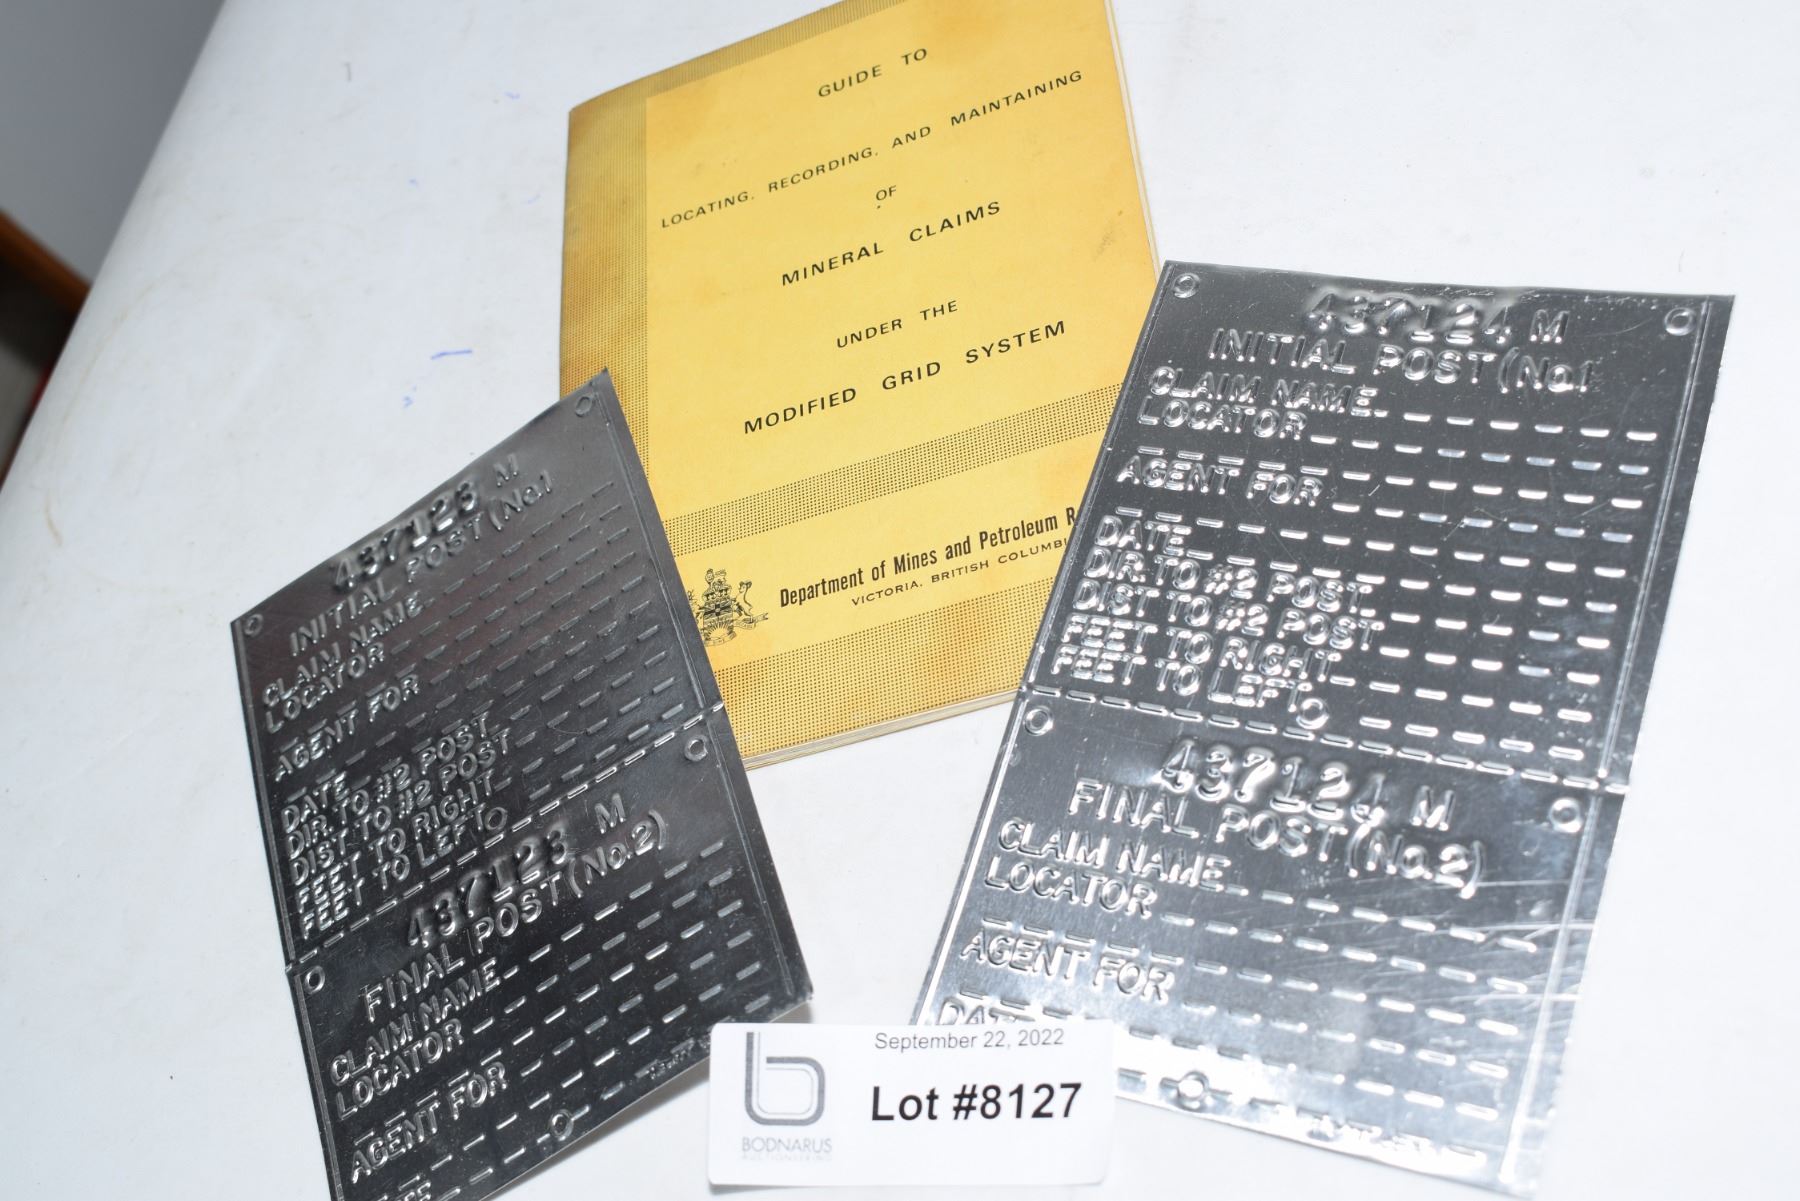 GUIDE TO
LOCATING, RECORDING, AND MAINTAINING
OF
MINERAL CLAIMS
UNDER THE
MODIFIED GRID SYSTEM
Department of Mines and Petroleum R
VICTORIA, BRITISH COLUMBI
437123 M
INITIAL POST (No.1
CLAIM NAME
LOCATOR
AGENT FOR
DATE
DIR. TO #2 POST
DIST TO #2 POST
FEET TO RIGHT
FEET TO LEFT
437123 M
FINAL POST (No.2)
CLAIM NAME
LOCATOR
AGENT FOR
437124 M
INITIAL POST (No.1
CLAIM NAME
LOCATOR
AGENT FOR
DATE
DIR. TO #2 POST
DIST TO #2 POST
FEET TO RIGHT
FEET TO LEFT
437124 M
FINAL POST (No.2)
CLAIM NAME
LOCATOR
AGENT FOR
DAT
September 22, 2022
Lot #8127
b
BODNARUS
AUCTIONEERING